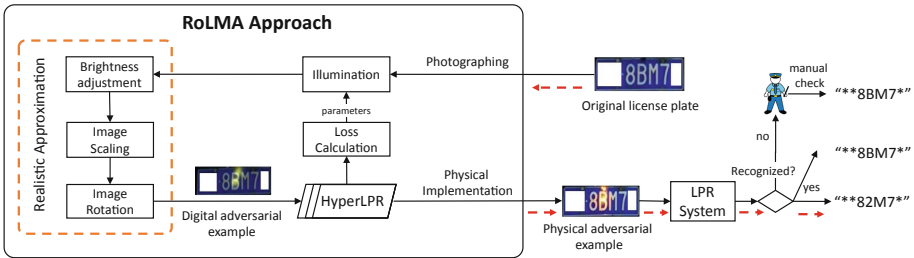 RoLMA Approach
Realistic Approximation
Brightness
adjustment
Image
Scaling
Image
Rotation
Illumination
parameters
Loss
Calculation
HyperLPR
8BM7
Digital adversarial
example
Photographing
Physical
Implementation
8BM7
Original license plate
8BM7
Physical adversarial
example
LPR
System
Recognized?
no
yes
manual
check
"**8BM7*"
"**8BM7*"
"**82M7*"